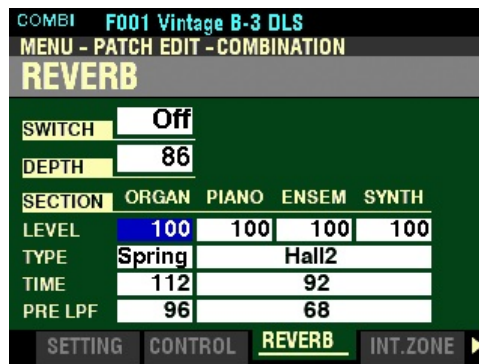 COMBI F001 Vintage B-3 DLS
MENU - PATCH EDIT - COMBINATION
REVERB
SWITCH Off
DEPTH 86
SECTION ORGAN PIANO ENSEM SYNTH
LEVEL 100 100 100 100
TYPE Spring Hall2
TIME 112 92
PRE LPF 96 68
SETTING CONTROL REVERB INT.ZONE